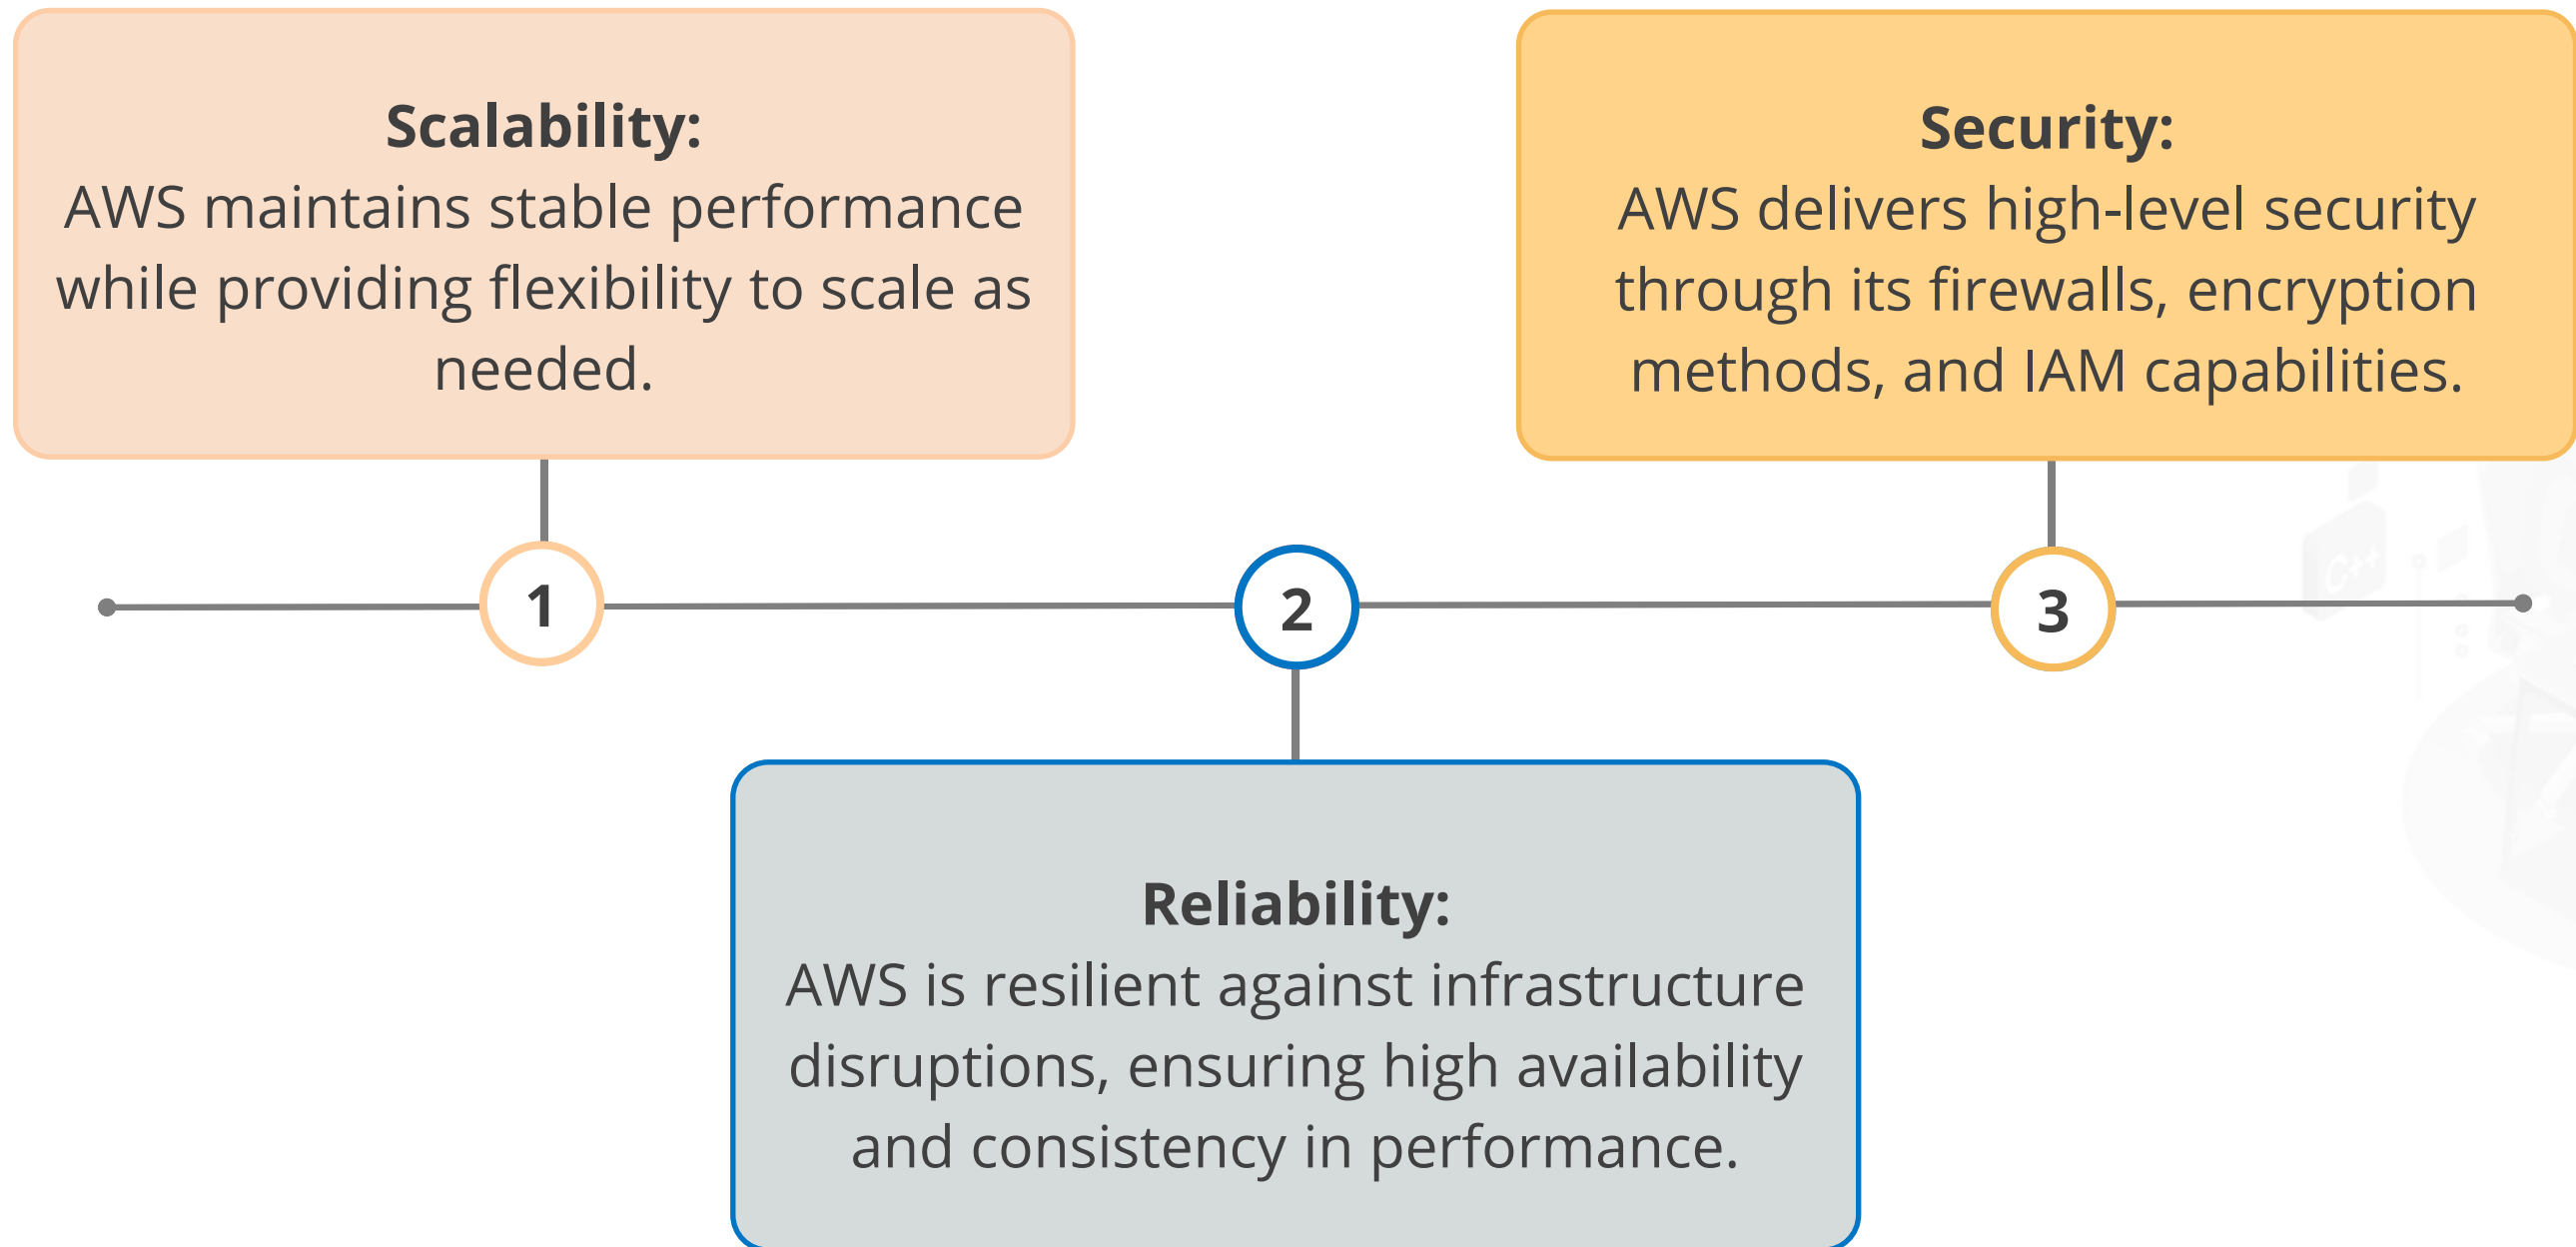 Scalability:
AWS maintains stable performance
while providing flexibility to scale as
needed.
Security:
AWS delivers high-level security
through its firewalls, encryption
methods, and IAM capabilities.
C++
1
2
3
Reliability:
AWS is resilient against infrastructure
disruptions, ensuring high availability
and consistency in performance.